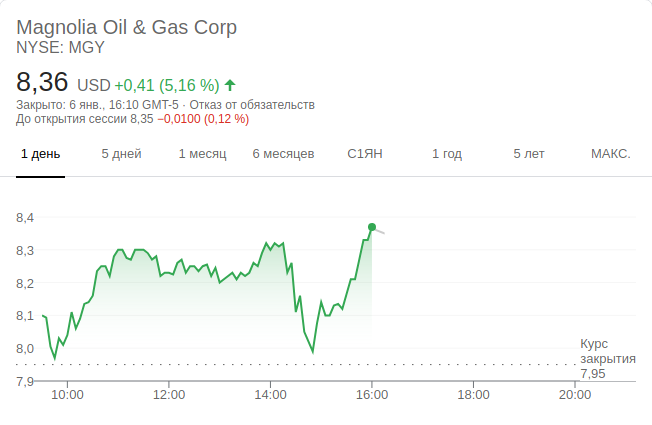 Magnolia Oil & Gas Corp
NYSE: MGY
8,36 USD +0,41 (5,16 %)
Закрыто: 6 янв., 16:10 GMT-5 · Отказ от обязательств
До открытия сессии 8,35 −0,0100 (0,12 %)
1 день 5 дней 1 месяц 6 месяцев С1ЯН 1 год 5 лет МАКС.
8,4
8,3
8,2
8,1
8,0
7,9
Курс
закрытия
7,95
10:00 12:00 14:00 16:00 18:00 20:00